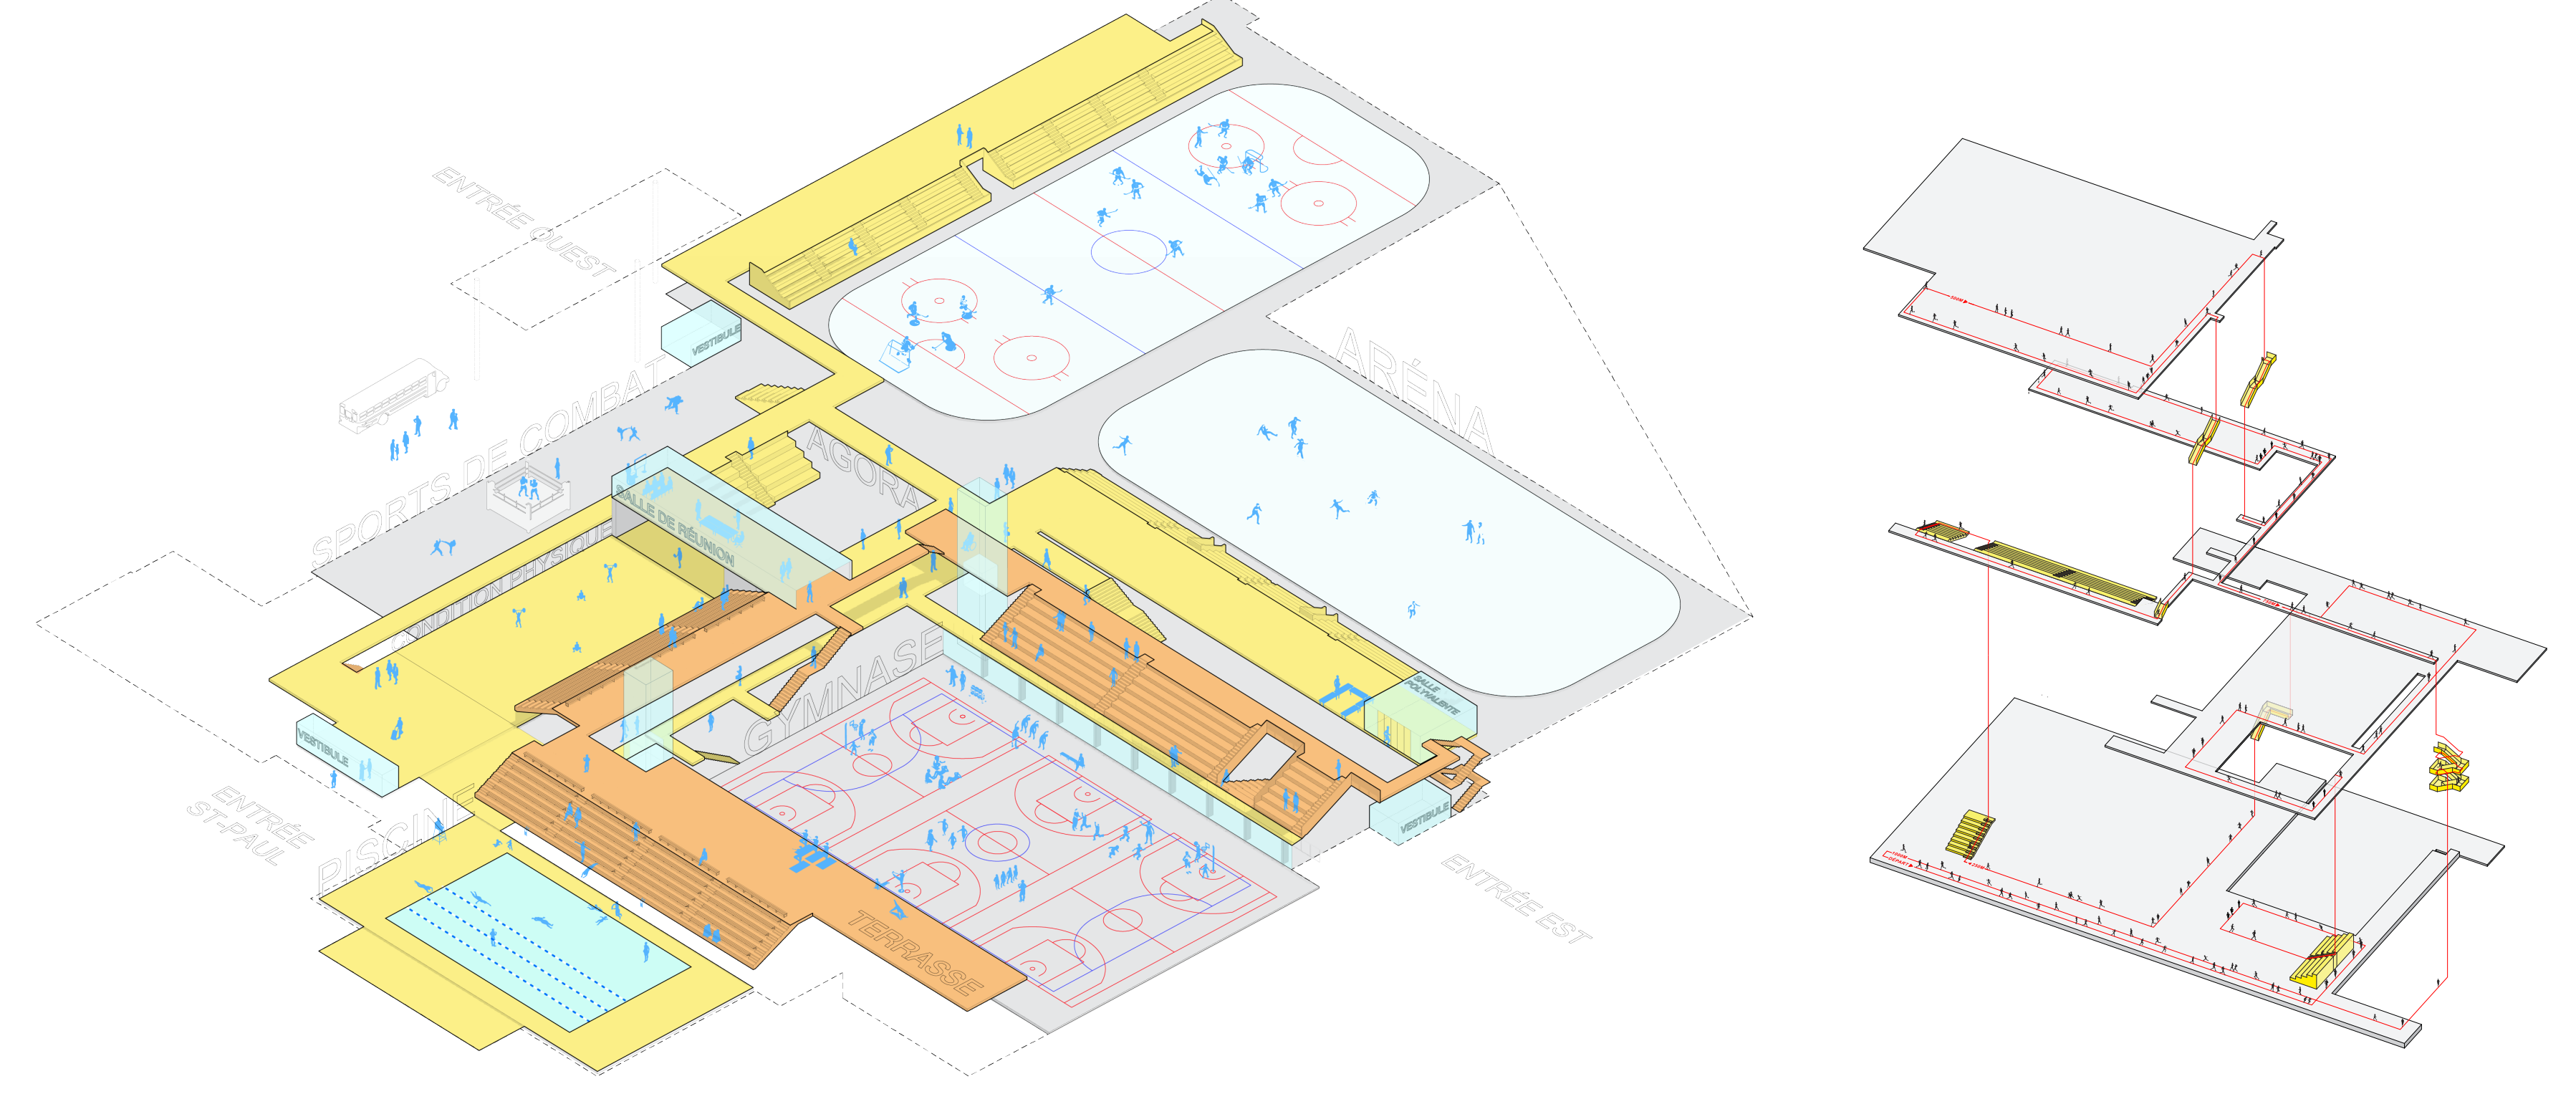 ENTRÉE OUEST
VESTIBULE
ARÉNA
SPORTS DE COMBAT
AGORA
SALLE DE RÉUNION
CONDITION PHYSIQUE
GYMNASE
SALLE
POLYVALENTE
VESTIBULE
VESTIBULE
ENTRÉE
ST-PAUL
PISCINE
TERRASSE
ENTRÉE EST
DÉPART